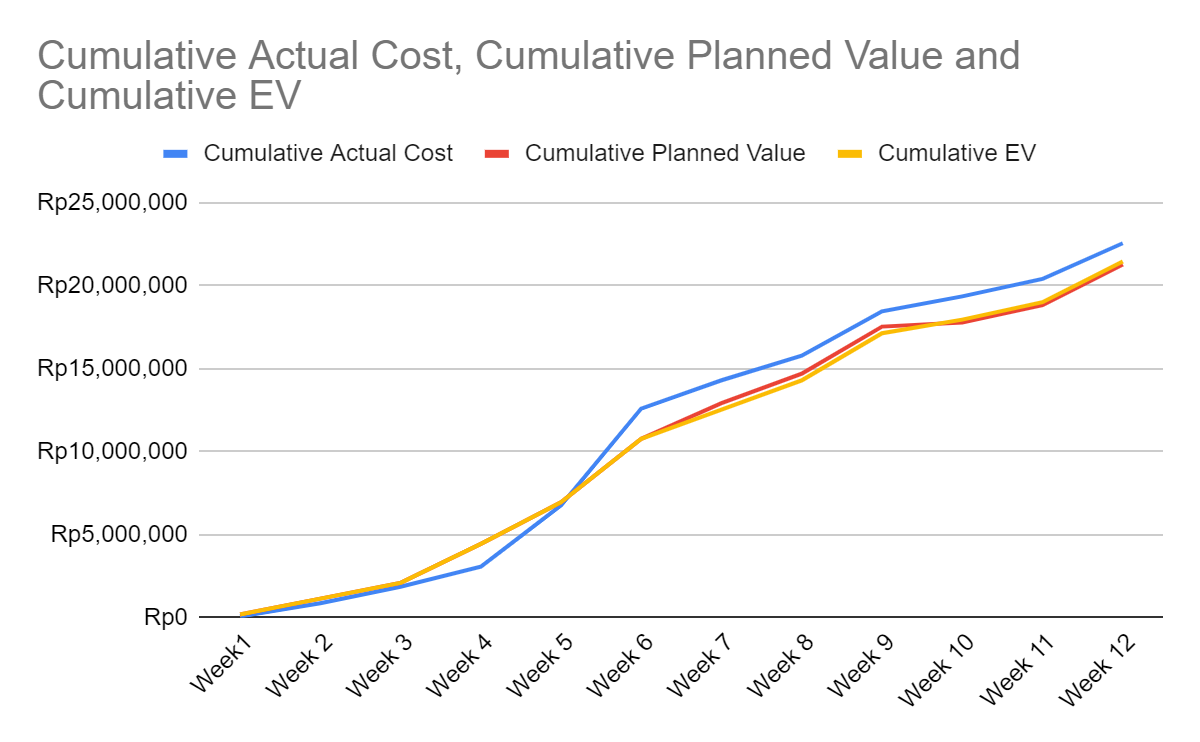 Cumulative Actual Cost, Cumulative Planned Value and
Cumulative EV
Cumulative Actual Cost
Cumulative Planned Value
Cumulative EV
Rp25,000,000
Rp20,000,000
Rp15,000,000
Rp10,000,000
Rp5,000,000
Rp0
Week1
Week 2
Week 3
Week 4
Week 5
Week 6
Week 7
Week 8
Week 9
Week 10
Week 11
Week 12